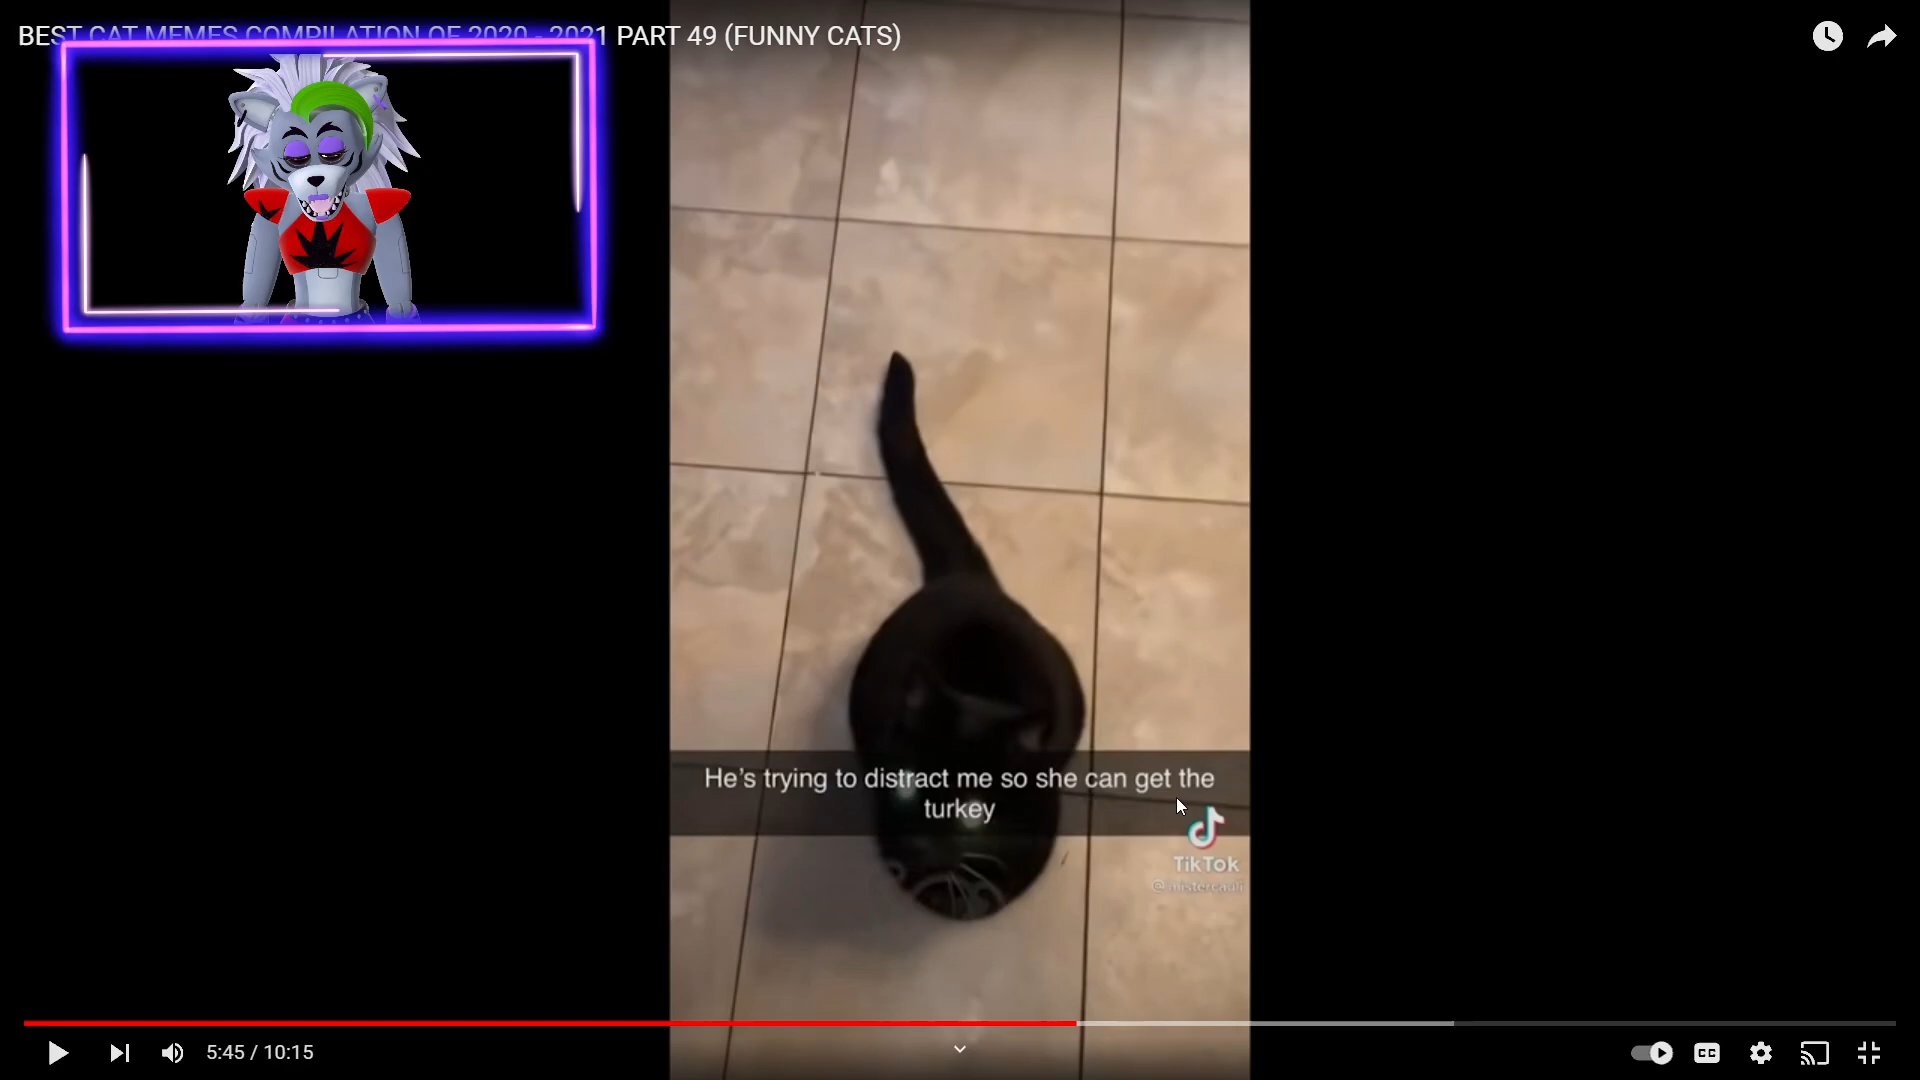 BEST CAT MEMES COMPILATION OF 2020 - 2021 PART 49 (FUNNY CATS)
He's trying to distract me so she can get the
turkey
TikTok
5:45 / 10:15
CC